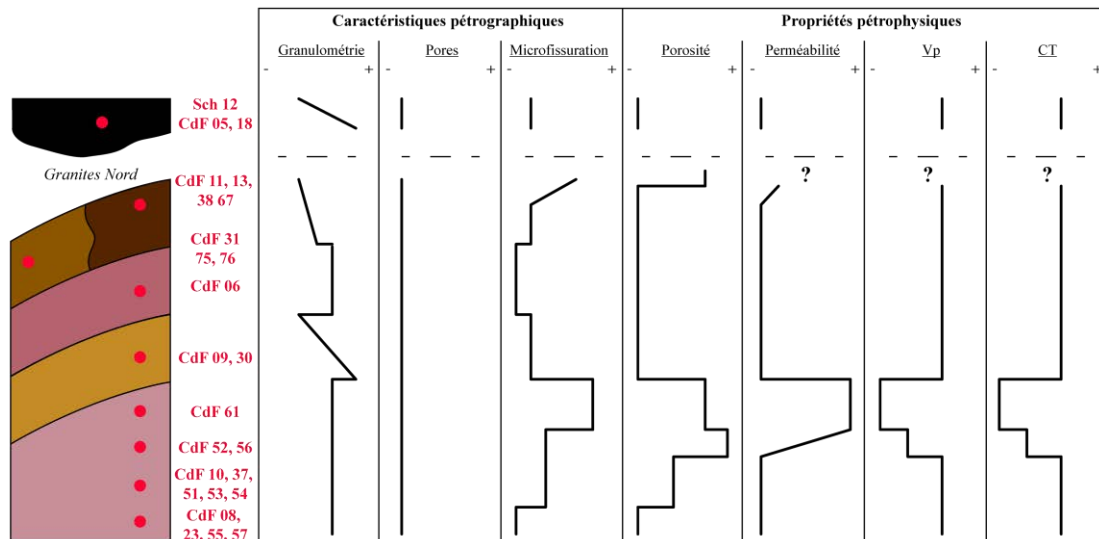 Caractéristiques pétrographiques
Propriétés pétrophysiques
Granulométrie
Pores
Microfissuration
Porosité
Perméabilité
Vp
CT
- +
- +
- +
- +
- +
- +
- +
Sch 12
CdF 05, 18
Granites Nord
CdF 11, 13,
38 67
? ? ?
CdF 31
75, 76
CdF 06
CdF 09, 30
CdF 61
CdF 52, 56
CdF 10, 37,
51, 53, 54
CdF 08,
23, 55, 57